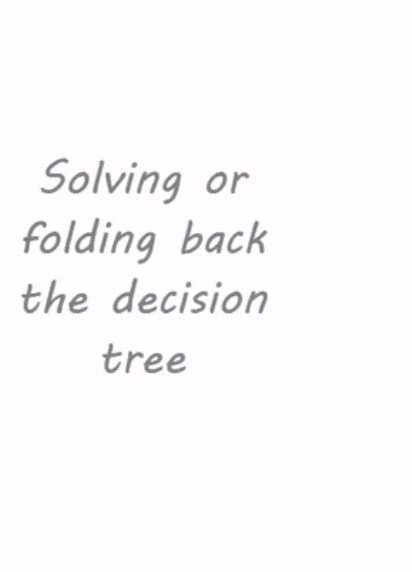 Solving or
folding back
the decision
tree